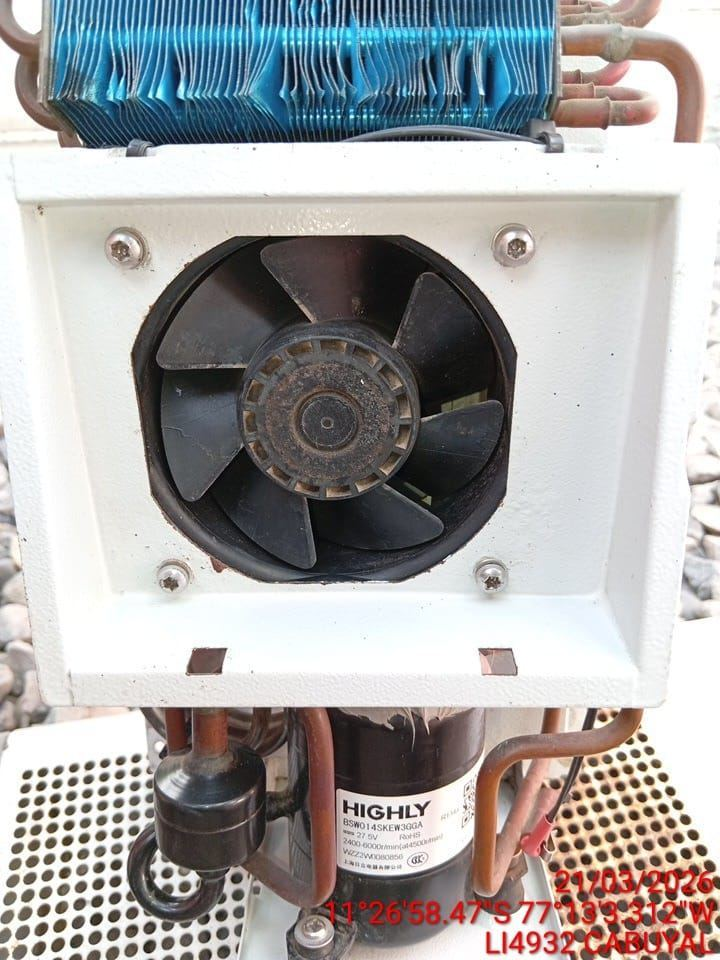 HIGHLY
BSW014SKEW3GGA
27.5V RoHS
2400-6000r/min(at4500r/min)
WZZ2W0080856
上海日立电器有限公司
21/03/2026
11°26'58.47"S 77°13'3.312"W
LI4932 CABUYAL